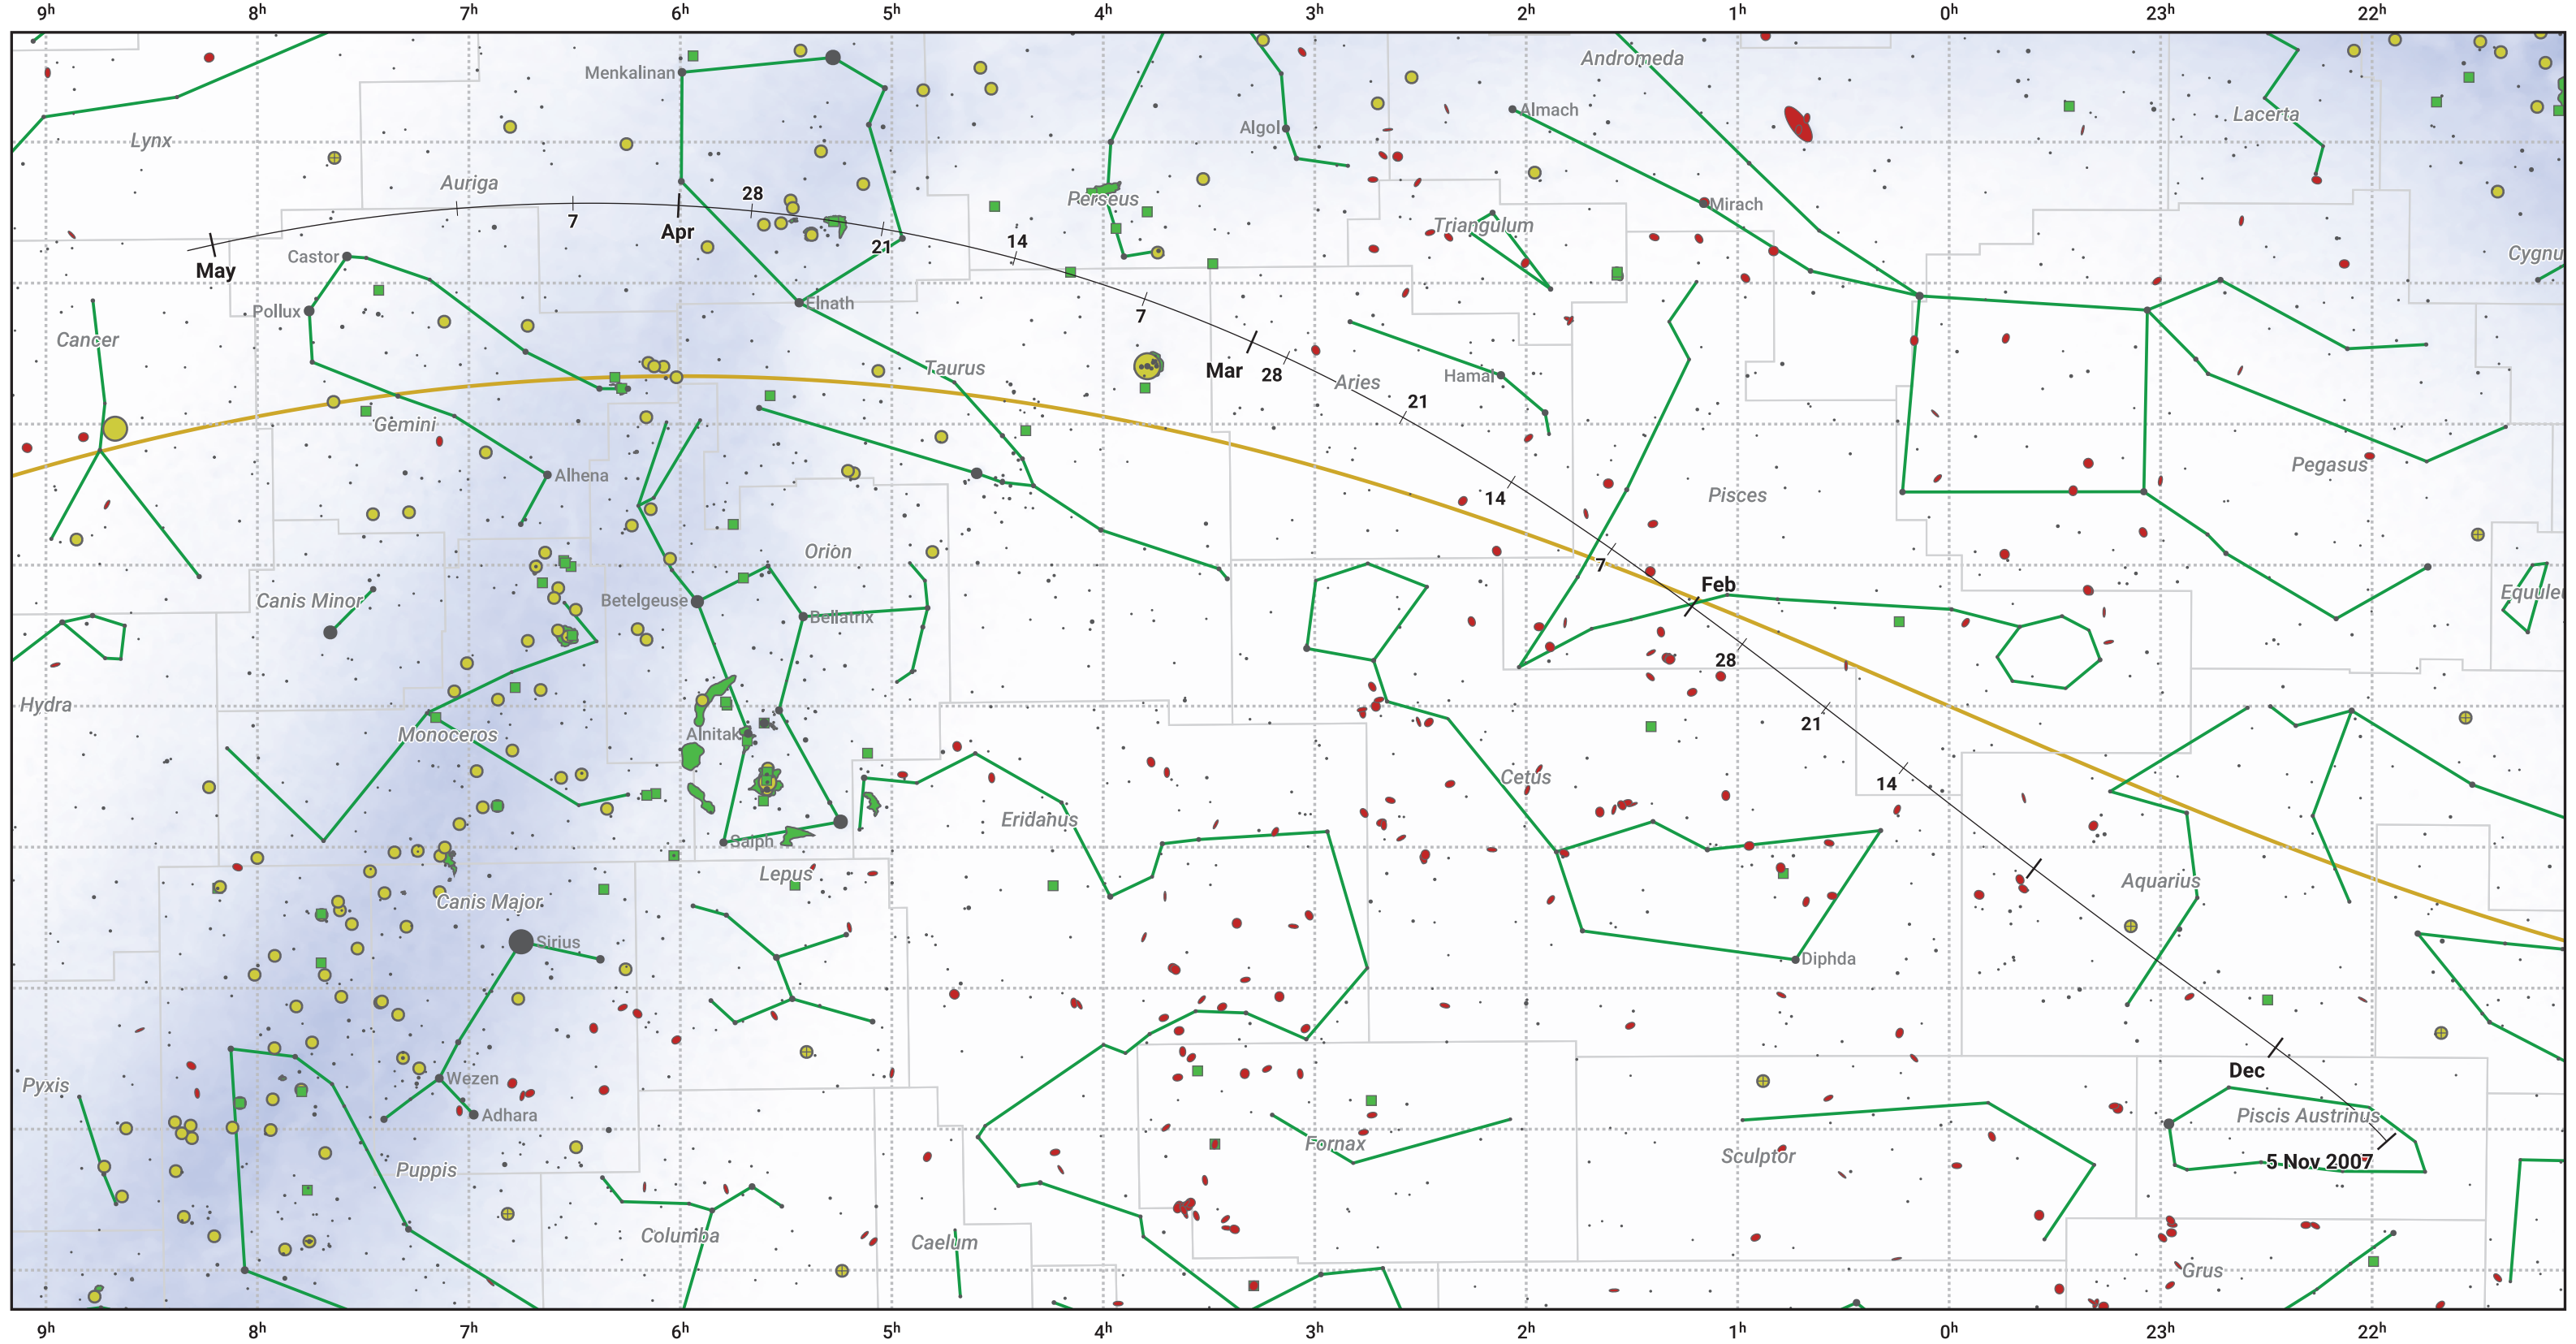 9h 8h 7h 6h 5h 4h 3h 2h 1h 0h 23h 22h
Andromeda
Menkalinan
Almach
Lacerta
Algol
Lynx
Auriga
28
Perseus
Mirach
7
Triangulum
Apr
21
14
Castor
May
Cygnu
Elnath
Pollux
7
Cancer
Mar
28
Taurus
Aries
Hamal
21
Gemini
Pegasus
Alhena
14
Pisces
Orion
7
Feb
Canis Minor
Betelgeuse
Bellatrix
Equule
28
Hydra
21
Monoceros
Alnitak
Cetus
14
Eridanus
Saiph
Lepus
Aquarius
Canis Major
Sirius
Diphda
Dec
Wezen
Pyxis
Adhara
Piscis Austrinus
Fornax
Sculptor
5 Nov 2007
Puppis
Columba
Caelum
Grus
9h 8h 7h 6h 5h 4h 3h 2h 1h 0h 23h 22h